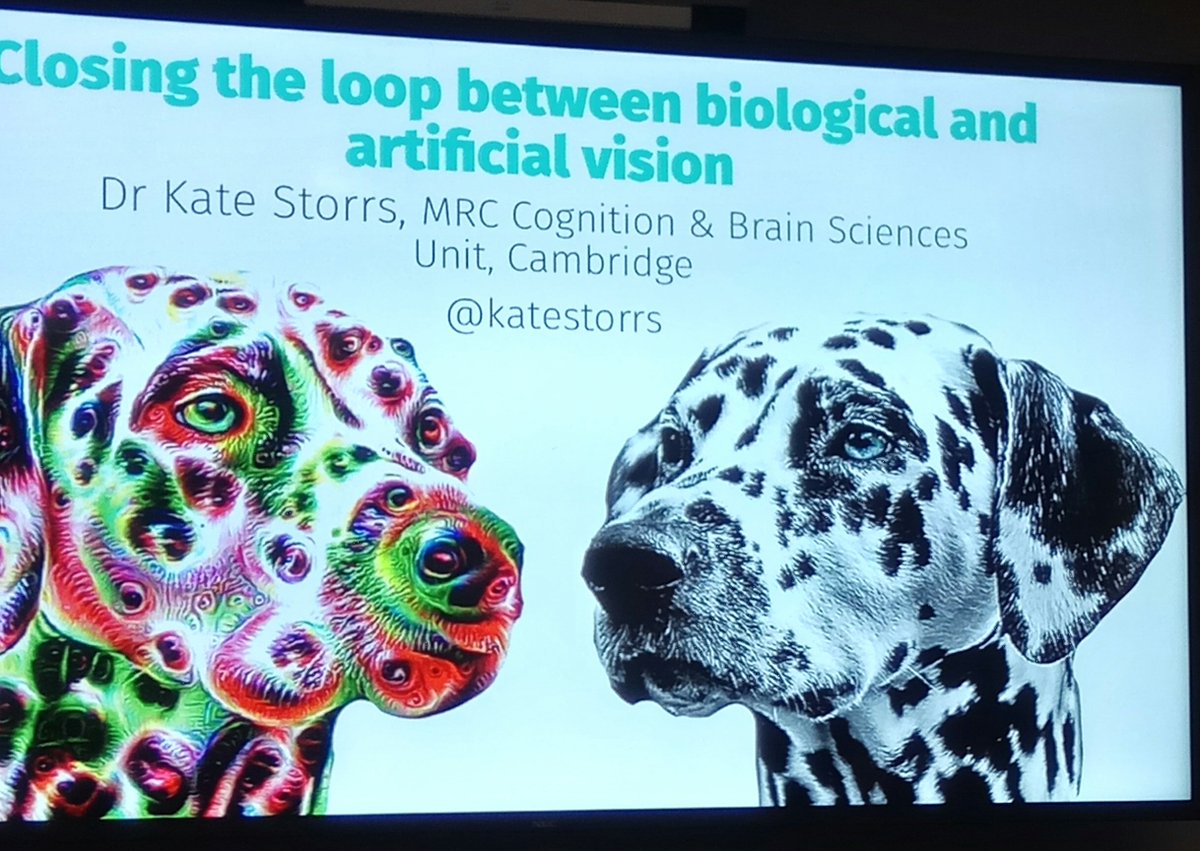 Closing the loop between biological and
artificial vision
Dr Kate Storrs, MRC Cognition & Brain Sciences
Unit, Cambridge
@katestorrs